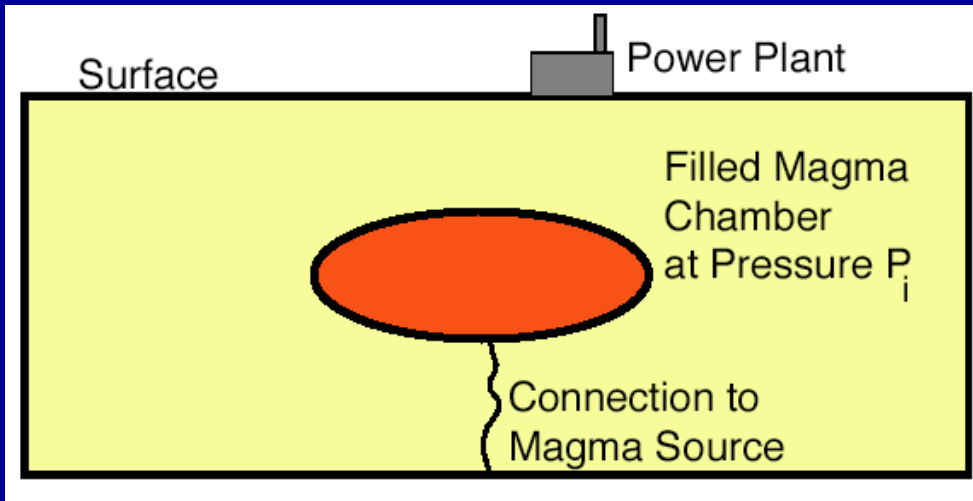 Surface
Power Plant
Filled Magma
Chamber
at Pressure Pi
Connection to
Magma Source